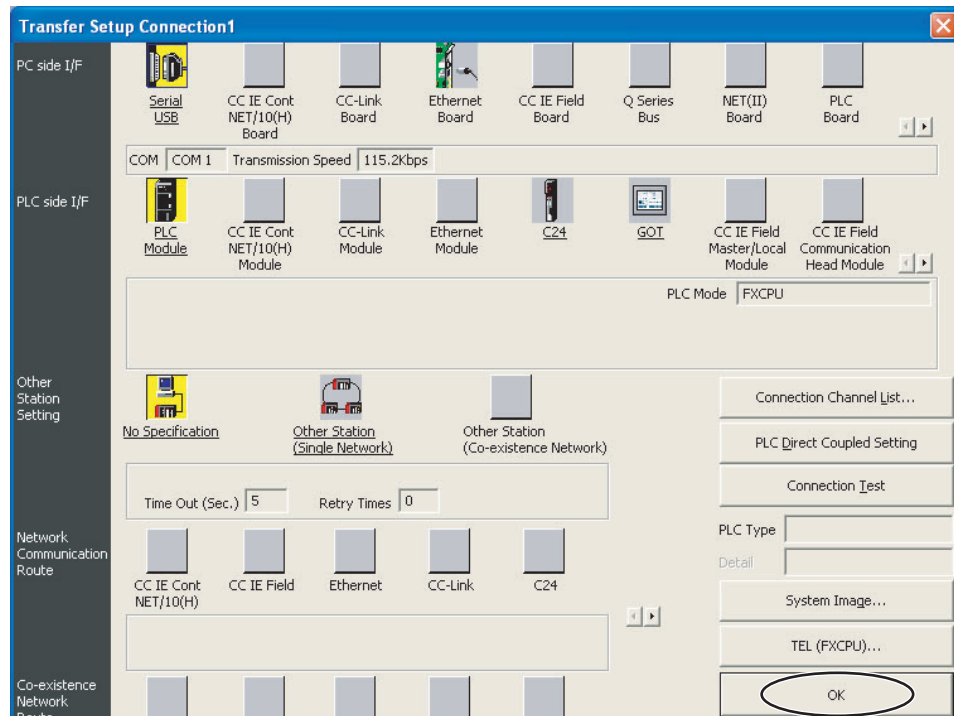 Transfer Setup Connection1
PC side I/F
Serial
USB
CC IE Cont
NET/10(H)
Board
CC-Link
Board
Ethernet
Board
CC IE Field
Board
Q Series
Bus
NET(II)
Board
PLC
Board
COM COM 1 Transmission Speed 115.2Kbps
PLC side I/F
PLC
Module
CC IE Cont
NET/10(H)
Module
CC-Link
Module
Ethernet
Module
C24
GOT
CC IE Field
Master/Local
Module
CC IE Field
Communication
Head Module
PLC Mode FXCPU
Other
Station
Setting
No Specification
Other Station
(Single Network)
Other Station
(Co-existence Network)
Time Out (Sec.) 5 Retry Times 0
Connection Channel List...
PLC Direct Coupled Setting
Connection Test
PLC Type
Detail
System Image...
TEL (FXCPU)...
OK
Network
Communication
Route
CC IE Cont
NET/10(H)
CC IE Field
Ethernet
CC-Link
C24
Co-existence
Network